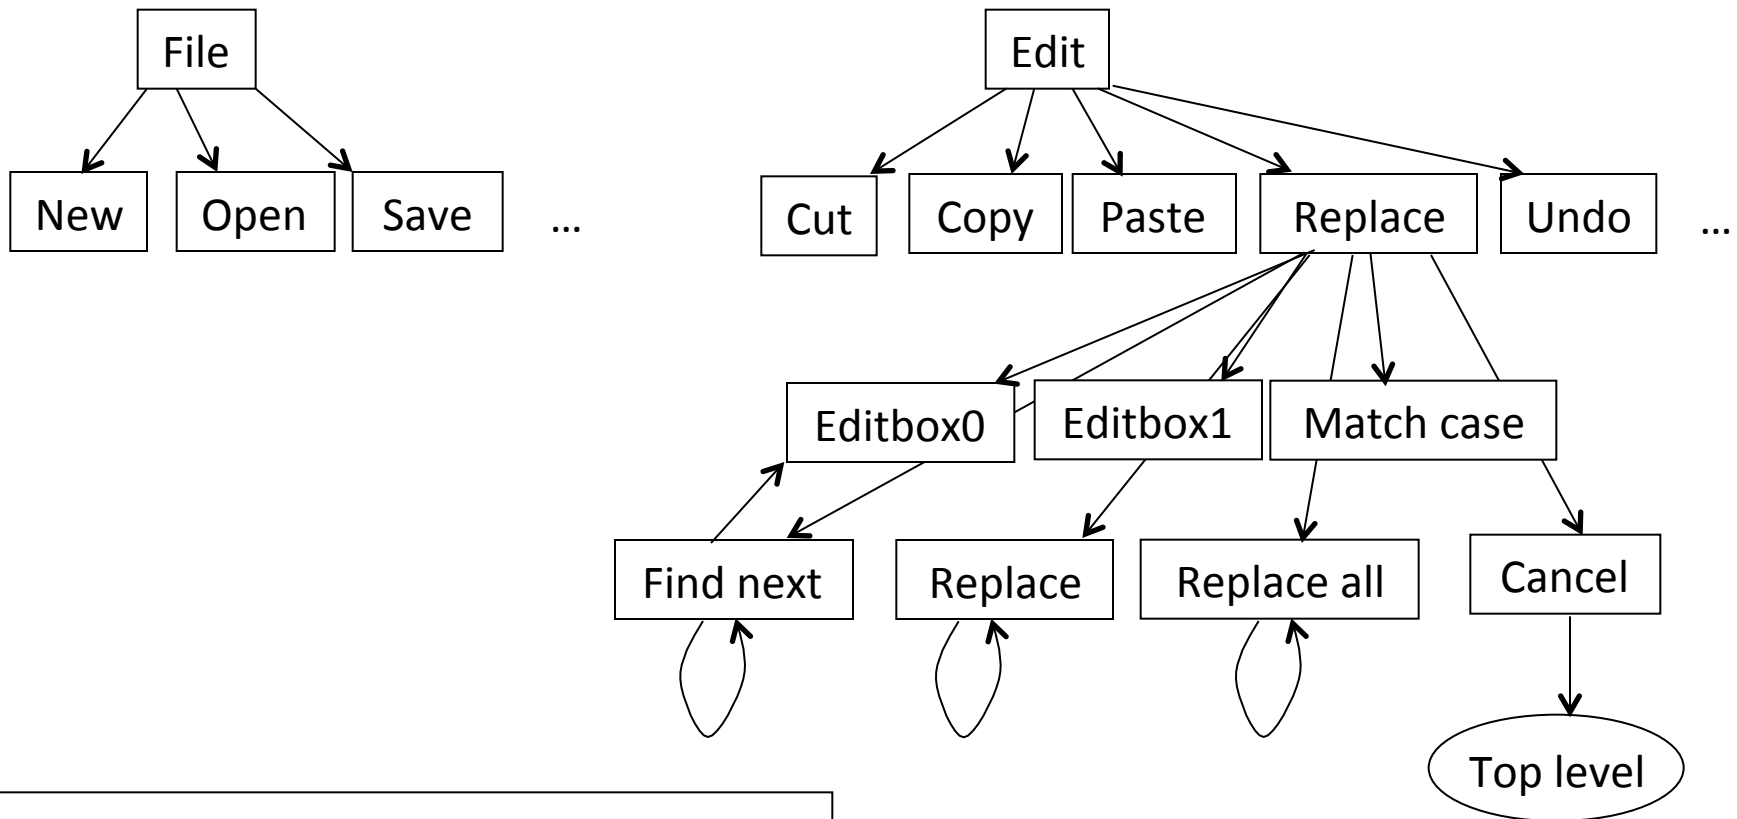 File
Edit
New
Open
Save
...
Cut
Copy
Paste
Replace
Undo
...
Editbox0
Editbox1
Match case
Find next
Replace
Replace all
Cancel
Top level